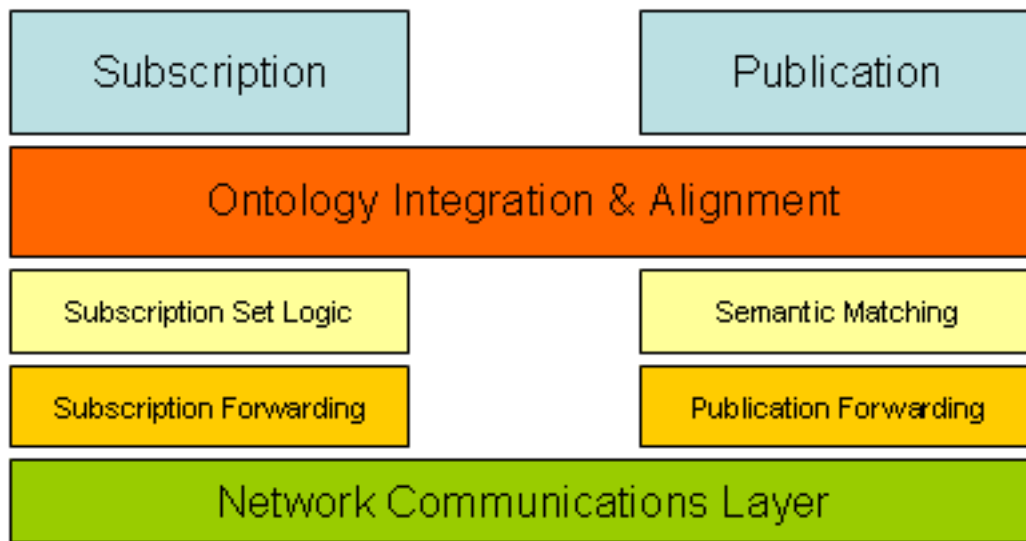 Subscription
Publication
Ontology Integration & Alignment
Subscription Set Logic
Semantic Matching
Subscription Forwarding
Publication Forwarding
Network Communications Layer